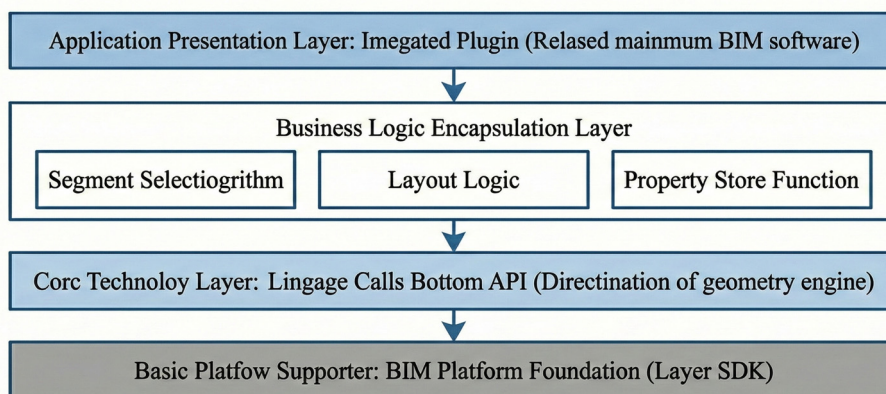 Application Presentation Layer: Imegated Plugin (Relased mainmum BIM software)
Business Logic Encapsulation Layer
Segment Selectiogrithm
Layout Logic
Property Store Function
Corc Technoloy Layer: Lingage Calls Bottom API (Directination of geometry engine)
Basic Platfow Supporter: BIM Platform Foundation (Layer SDK)